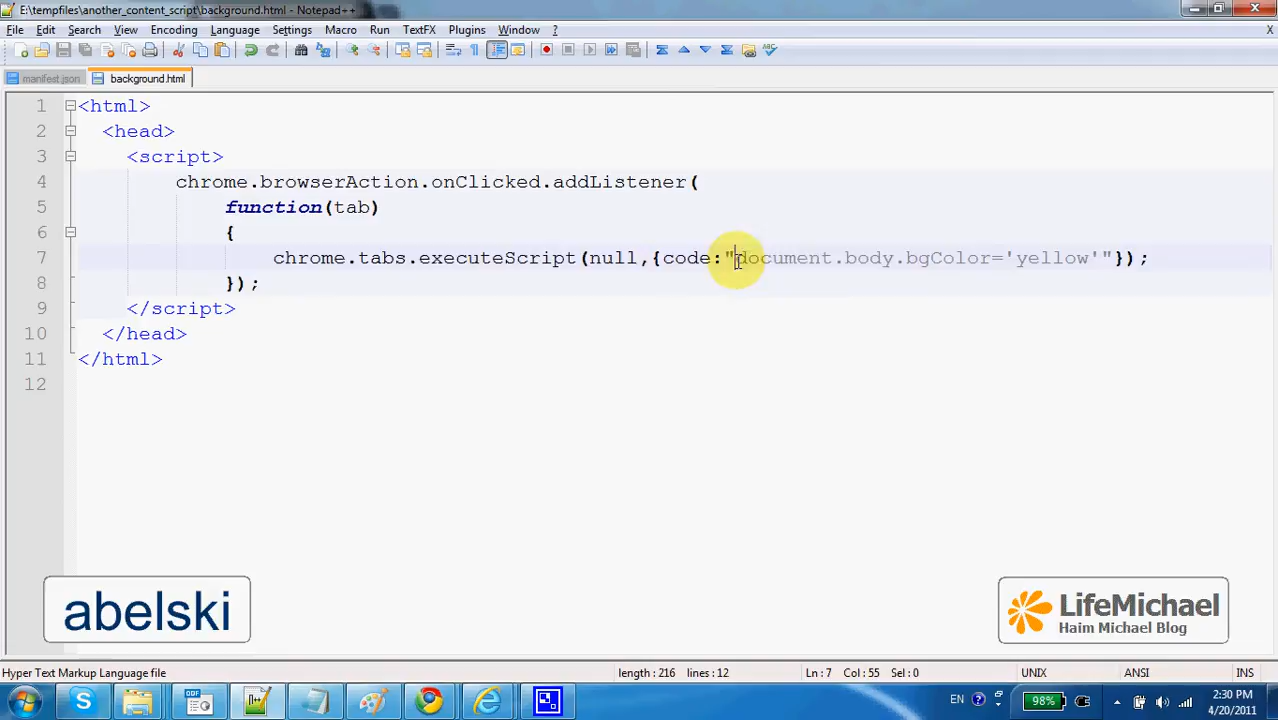 E:\tempfiles\another_content_script\background.html - Notepad++
File Edit Search View Encoding Language Settings Macro Run TextFX Plugins Window ? X
manifest.json background.html
1 <html>
2 <head>
3 <script>
4 chrome.browserAction.onClicked.addListener(
5 function(tab)
6 {
7 chrome.tabs.executeScript(null,{code:"document.body.bgColor='yellow'"});
8 });
9 </script>
10 </head>
11 </html>
12
abelski
LifeMichael
Haim Michael Blog
Hyper Text Markup Language file length : 216 lines : 12 Ln : 7 Col : 55 Sel : 0 UNIX ANSI INS
EN 98% 2:30 PM
4/20/2011